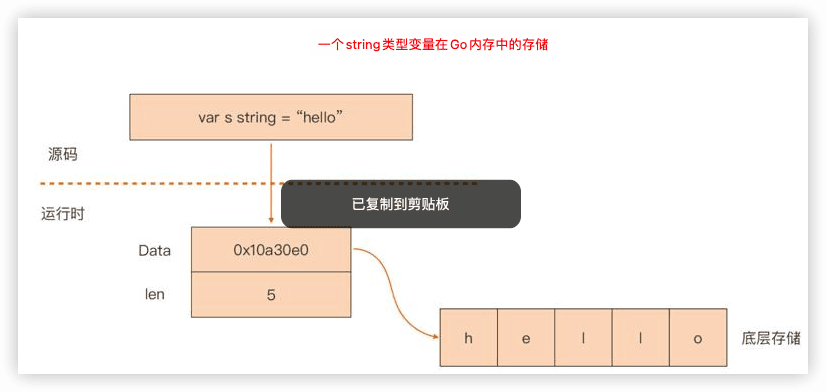 一个string类型变量在Go内存中的存储
var s string = “hello”
源码
已复制到剪贴板
运行时
Data
0x10a30e0
len
5
h e l l o
底层存储